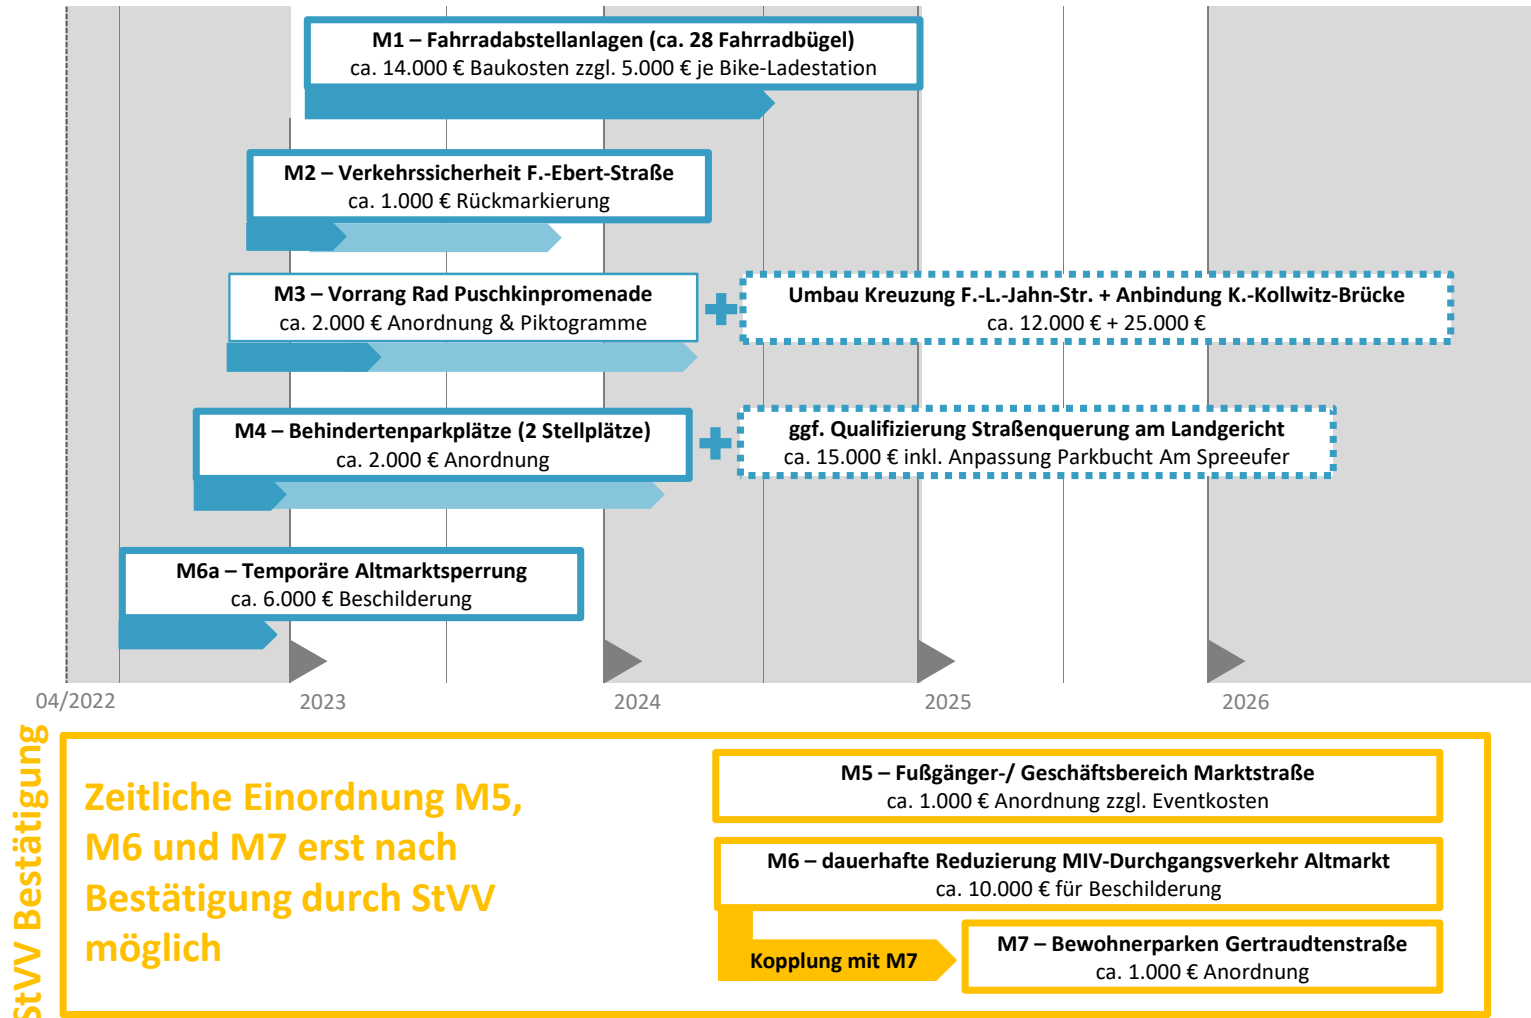 M1 – Fahrradabstellanlagen (ca. 28 Fahrradbügel)
ca. 14.000 € Baukosten zzgl. 5.000 € je Bike-Ladestation
M2 – Verkehrssicherheit F.-Ebert-Straße
ca. 1.000 € Rückmarkierung
M3 – Vorrang Rad Puschkinpromenade
ca. 2.000 € Anordnung & Piktogramme
Umbau Kreuzung F.-L.-Jahn-Str. + Anbindung K.-Kollwitz-Brücke
ca. 12.000 € + 25.000 €
M4 – Behindertenparkplätze (2 Stellplätze)
ca. 2.000 € Anordnung
ggf. Qualifizierung Straßenquerung am Landgericht
ca. 15.000 € inkl. Anpassung Parkbucht Am Spreeufer
M6a – Temporäre Altmarktsperrung
ca. 6.000 € Beschilderung
04/2022
2023
2024
2025
2026
StVV Bestätigung
Zeitliche Einordnung M5,
M6 und M7 erst nach
Bestätigung durch StVV
möglich
M5 – Fußgänger-/ Geschäftsbereich Marktstraße
ca. 1.000 € Anordnung zzgl. Eventkosten
M6 – dauerhafte Reduzierung MIV-Durchgangsverkehr Altmarkt
ca. 10.000 € für Beschilderung
Kopplung mit M7
M7 – Bewohnerparken Gertraudtenstraße
ca. 1.000 € Anordnung